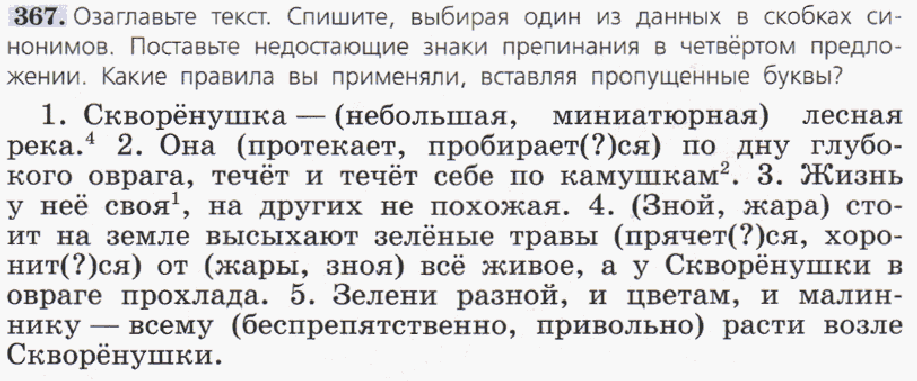 367. Озаглавьте текст. Спишите, выбирая один из данных в скобках си-
нонимов. Поставьте недостающие знаки препинания в четвёртом предло-
жении. Какие правила вы применяли, вставляя пропущенные буквы?
1. Скворёнушка — (небольшая, миниатюрная) лесная
река.⁴ 2. Она (протекает, пробирает(?)ся) по дну глубо-
кого оврага, течёт и течёт себе по камушкам². 3. Жизнь
у неё своя¹, на других не похожая. 4. (Зной, жара) сто-
ит на земле высыхают зелёные травы (прячет(?)ся, хоро-
нит(?)ся) от (жары, зноя) всё живое, а у Скворёнушки в
овраге прохлада. 5. Зелени разной, и цветам, и малин-
нику — всему (беспрепятственно, привольно) расти возле
Скворёнушки.